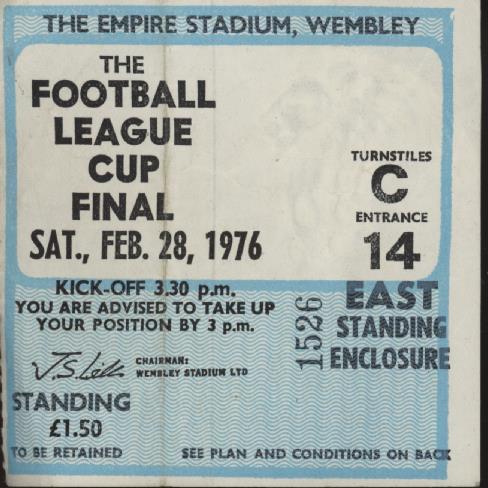 THE EMPIRE STADIUM, WEMBLEY
THE
FOOTBALL
LEAGUE
CUP
FINAL
SAT., FEB. 28, 1976
TURNSTILES
C
ENTRANCE
14
KICK-OFF 3.30 p.m.
YOU ARE ADVISED TO TAKE UP
YOUR POSITION BY 3 p.m.
1526
EAST
STANDING
ENCLOSURE
CHAIRMAN:
WEMBLEY STADIUM LTD
STANDING
£1.50
TO BE RETAINED
SEE PLAN AND CONDITIONS ON BACK